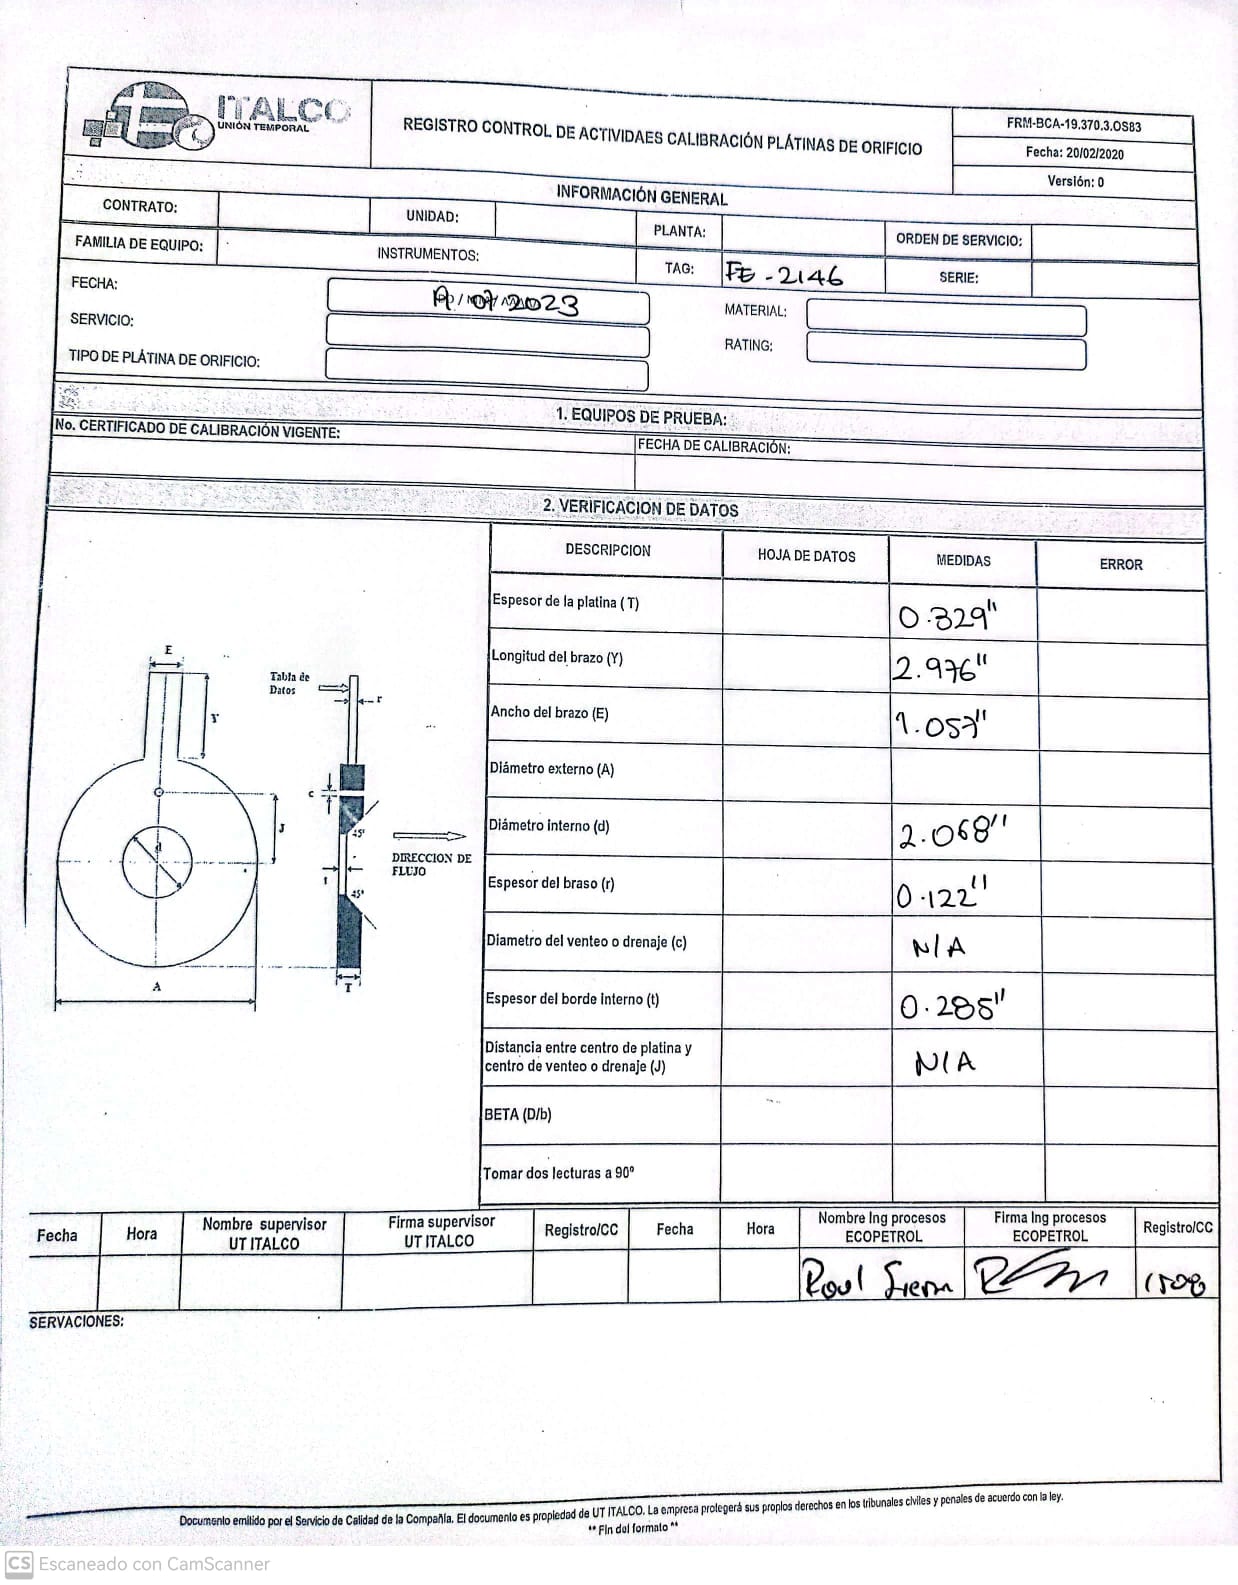 ITALCO
UNIÓN TEMPORAL
REGISTRO CONTROL DE ACTIVIDAES CALIBRACIÓN PLÁTINAS DE ORIFICIO
FRM-BCA-19.370.3.OS83
Fecha: 20/02/2020
Versión: 0
INFORMACIÓN GENERAL
CONTRATO:
UNIDAD:
PLANTA:
ORDEN DE SERVICIO:
FAMILIA DE EQUIPO:
INSTRUMENTOS:
TAG: FE-2146
SERIE:
FECHA: 07/2023
MATERIAL:
SERVICIO:
RATING:
TIPO DE PLÁTINA DE ORIFICIO:
1. EQUIPOS DE PRUEBA:
No. CERTIFICADO DE CALIBRACIÓN VIGENTE:
FECHA DE CALIBRACIÓN:
2. VERIFICACION DE DATOS
DESCRIPCION HOJA DE DATOS MEDIDAS ERROR
Espesor de la platina (T) 0.329"
Longitud del brazo (Y) 2.976"
Ancho del brazo (E) 1.057"
Diámetro externo (A)
Diámetro interno (d) 2.068"
Espesor del braso (r) 0.122"
Diametro del venteo o drenaje (c) N/A
Espesor del borde interno (t) 0.285"
Distancia entre centro de platina y
centro de venteo o drenaje (J) N/A
BETA (D/b)
Tomar dos lecturas a 90º
E
Y
Tabla de
Datos
r
c
J
45°
d
DIRECCION DE
FLUJO
t
45°
A
T
Fecha Hora Nombre supervisor
UT ITALCO Firma supervisor
UT ITALCO Registro/CC Fecha Hora Nombre Ing procesos
ECOPETROL Firma Ing procesos
ECOPETROL Registro/CC
Raul Sierra
SERVACIONES:
Documento emitido por el Servicio de Calidad de la Compañía. El documento es propiedad de UT ITALCO. La empresa protegerá sus propios derechos en los tribunales civiles y penales de acuerdo con la ley.
** Fin del formato **
CS Escaneado con CamScanner